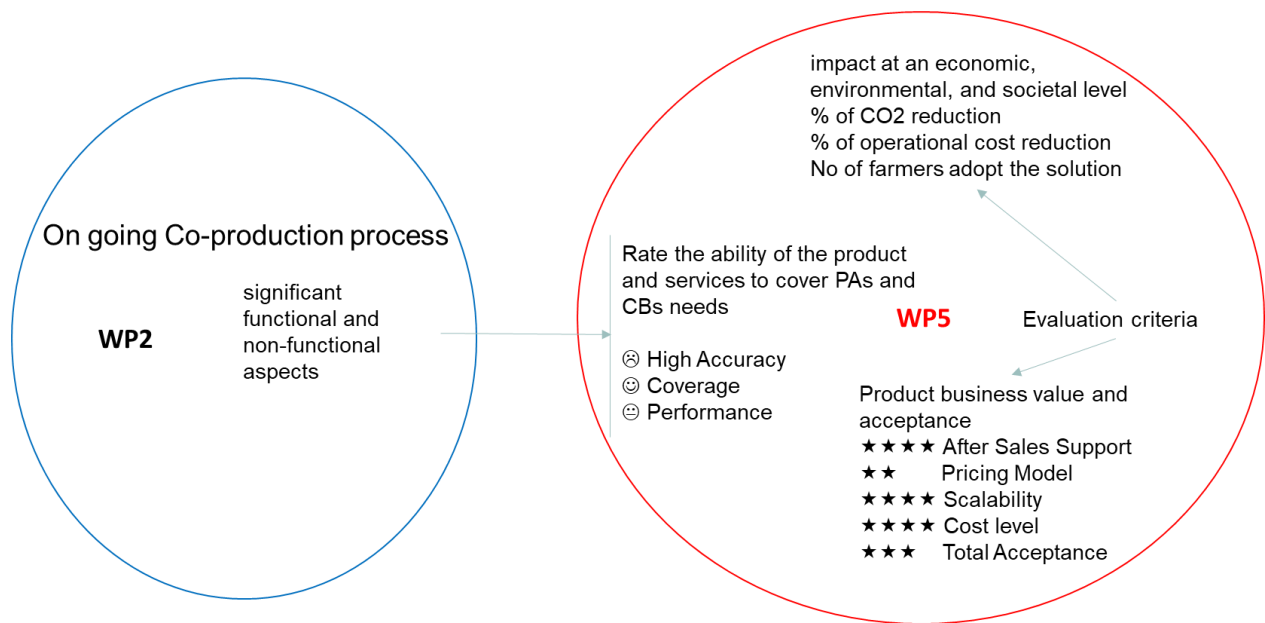 On going Co-production process
WP2
significant
functional and
non-functional
aspects
impact at an economic,
environmental, and societal level
% of CO2 reduction
% of operational cost reduction
No of farmers adopt the solution
Rate the ability of the product
and services to cover PAs and
CBs needs
☹ High Accuracy
☺ Coverage
😐 Performance
WP5
Evaluation criteria
Product business value and
acceptance
★★★★ After Sales Support
★★ Pricing Model
★★★★ Scalability
★★★★ Cost level
★★★ Total Acceptance